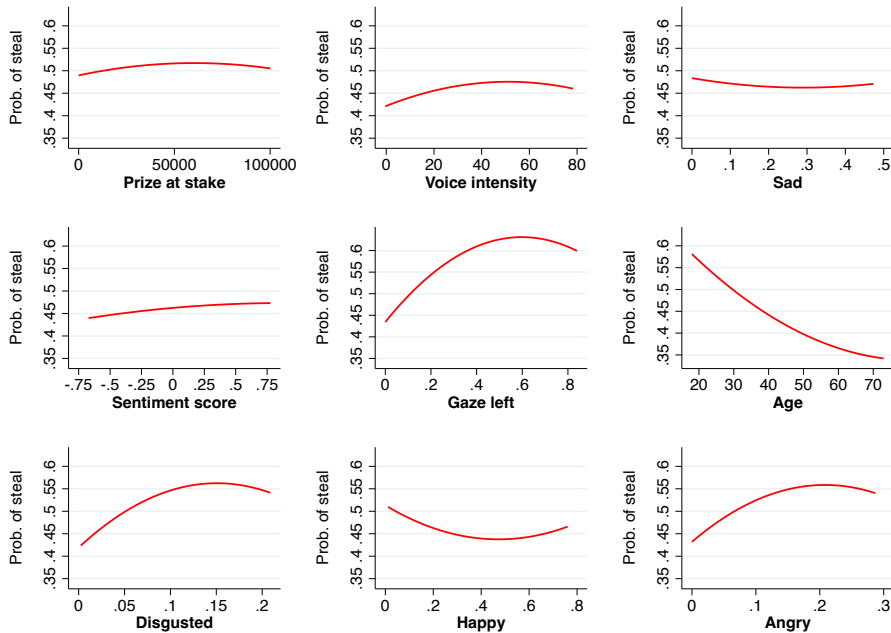 Prob. of steal
.35 .4 .45 .5 .55 .6
0 50000 100000
Prize at stake
Prob. of steal
.35 .4 .45 .5 .55 .6
0 20 40 60 80
Voice intensity
Prob. of steal
.35 .4 .45 .5 .55 .6
0 .1 .2 .3 .4 .5
Sad
Prob. of steal
.35 .4 .45 .5 .55 .6
-.75 -.5 -.25 0 .25 .5 .75
Sentiment score
Prob. of steal
.35 .4 .45 .5 .55 .6
0 .2 .4 .6 .8
Gaze left
Prob. of steal
.35 .4 .45 .5 .55 .6
20 30 40 50 60 70
Age
Prob. of steal
.35 .4 .45 .5 .55 .6
0 .05 .1 .15 .2
Disgusted
Prob. of steal
.35 .4 .45 .5 .55 .6
0 .2 .4 .6 .8
Happy
Prob. of steal
.35 .4 .45 .5 .55 .6
0 .1 .2 .3
Angry